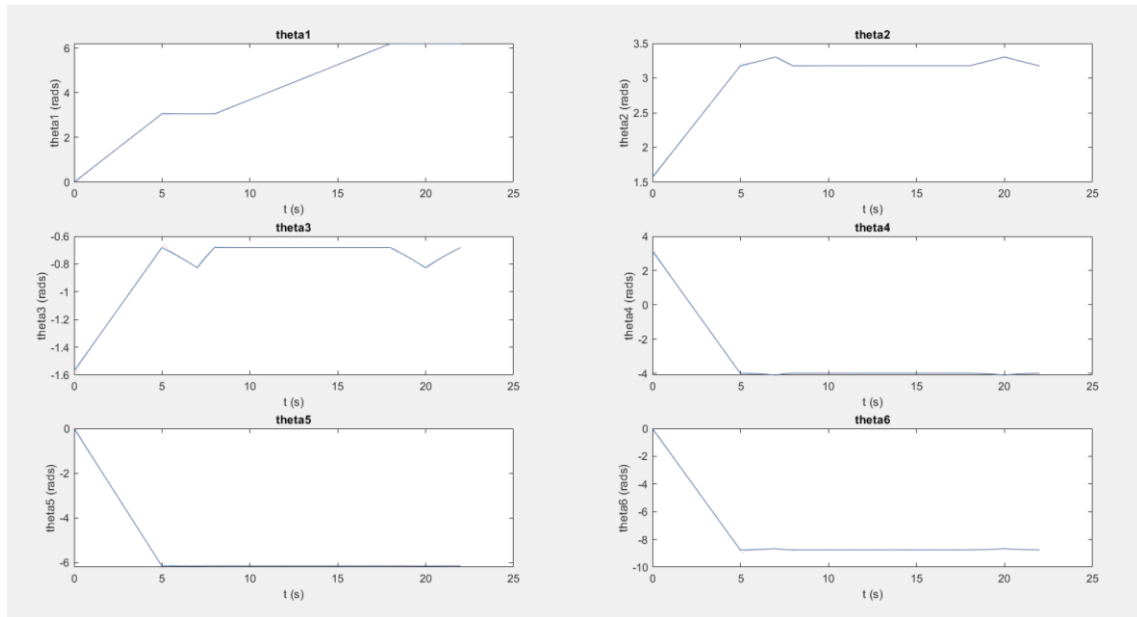 theta1
6
4
2
0
theta1 (rads)
0 5 10 15 20 25
t (s)
theta2
3.5
3
2.5
2
1.5
theta2 (rads)
0 5 10 15 20 25
t (s)
theta3
-0.6
-0.8
-1
-1.2
-1.4
-1.6
theta3 (rads)
0 5 10 15 20 25
t (s)
theta4
4
2
0
-2
-4
theta4 (rads)
0 5 10 15 20 25
t (s)
theta5
0
-2
-4
-6
theta5 (rads)
0 5 10 15 20 25
t (s)
theta6
0
-2
-4
-6
-8
-10
theta6 (rads)
0 5 10 15 20 25
t (s)